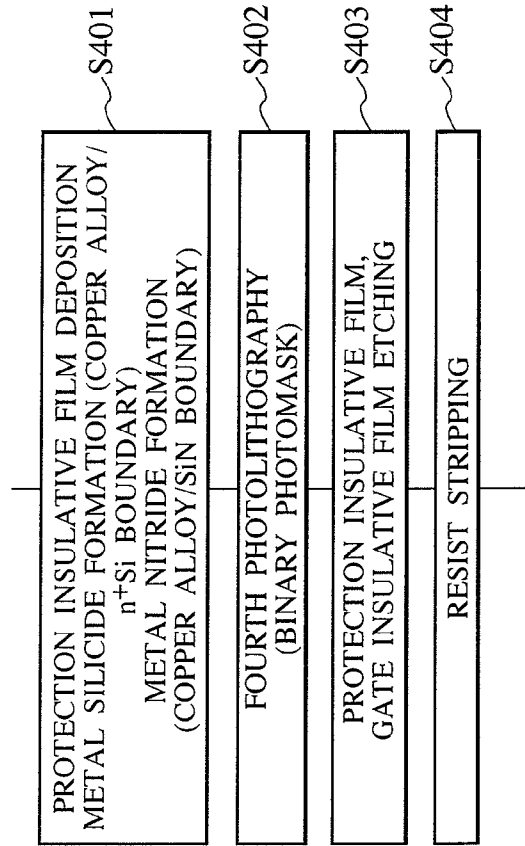 PROTECTION INSULATIVE FILM DEPOSITION
METAL SILICIDE FORMATION (COPPER ALLOY/
n+Si BOUNDARY)
METAL NITRIDE FORMATION
(COPPER ALLOY/SiN BOUNDARY)
S401
FOURTH PHOTOLITHOGRAPHY
(BINARY PHOTOMASK)
S402
PROTECTION INSULATIVE FILM,
GATE INSULATIVE FILM ETCHING
S403
RESIST STRIPPING
S404